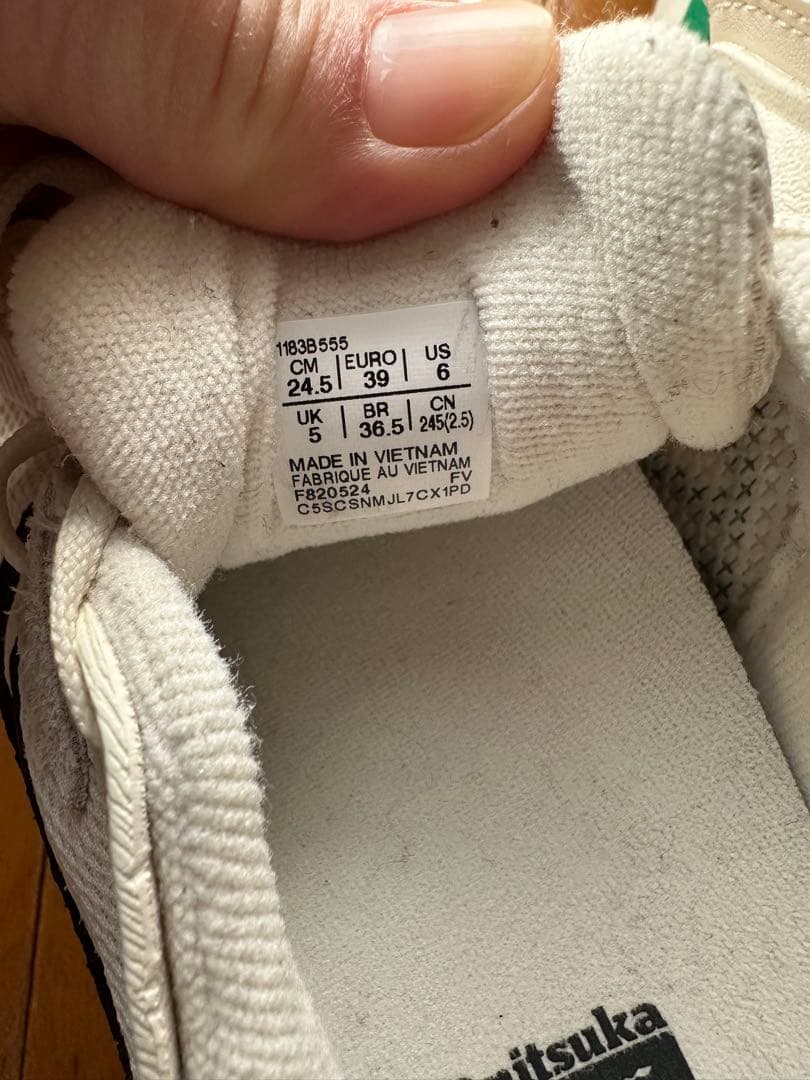 1183B555
CM 24.5 | EURO 39 | US 6
UK 5 | BR 36.5 | CN 245(2.5)
MADE IN VIETNAM
FABRIQUE AU VIETNAM
F820524 FV
C5SCSNMJL7CX1PD